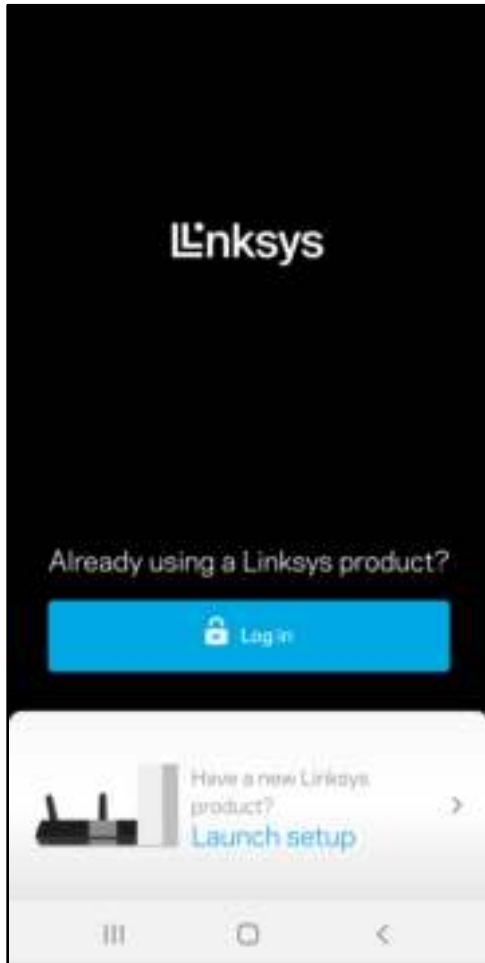 Linksys
Already using a Linksys product?
Log in
Have a new Linksys
product?
Launch setup